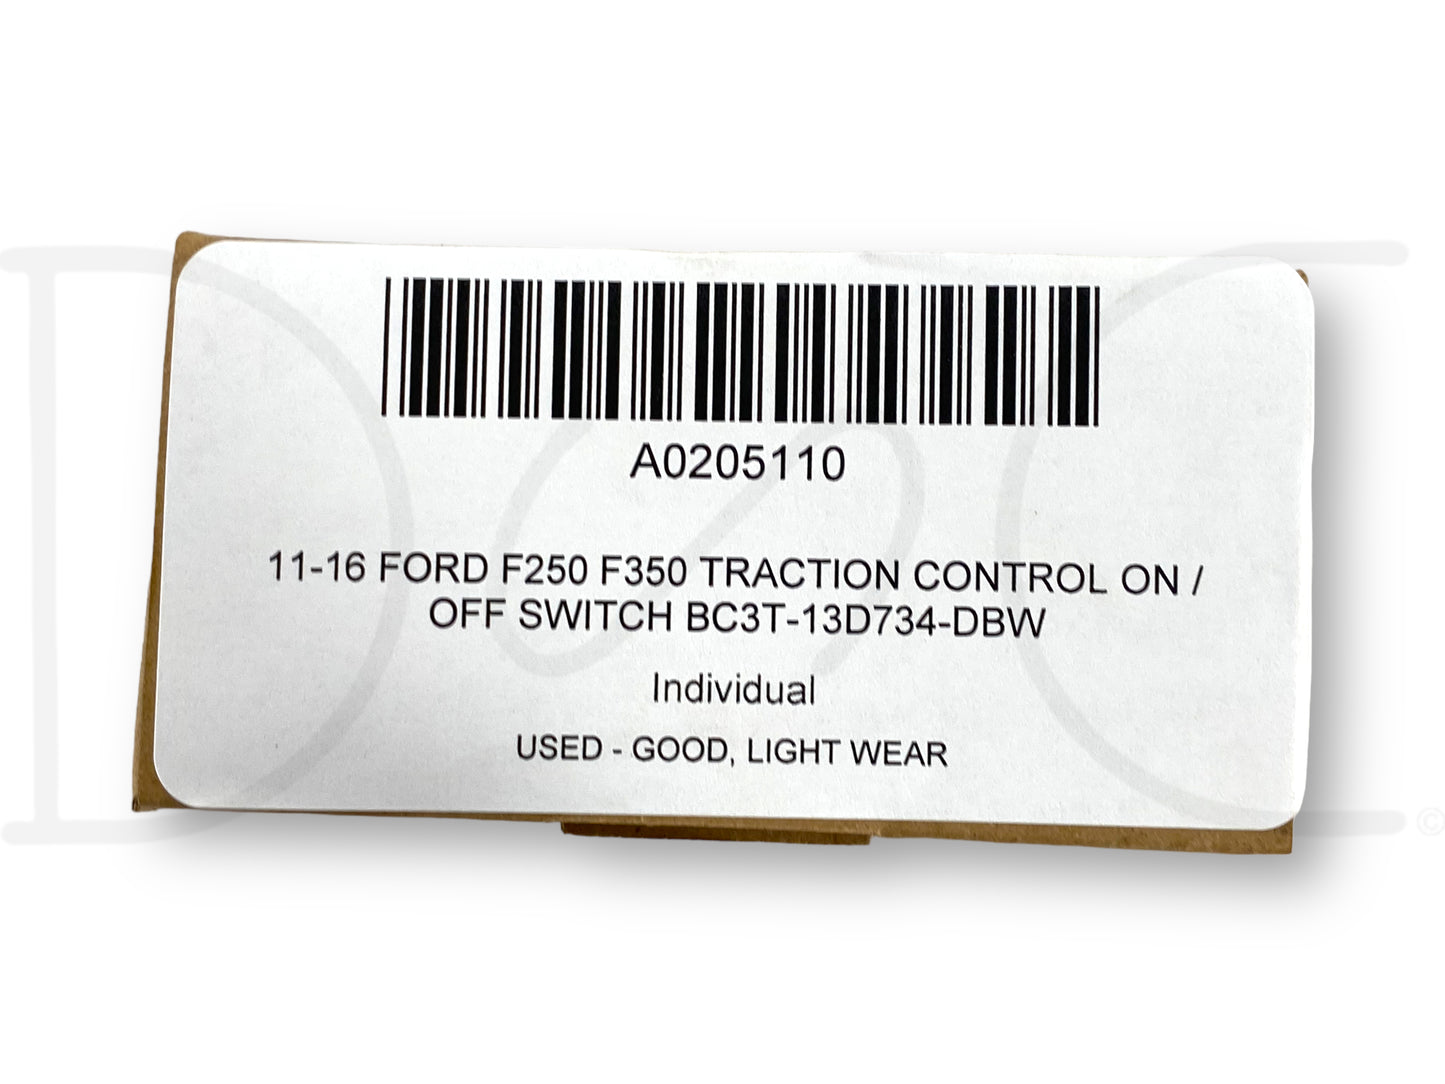 A0205110
11-16 FORD F250 F350 TRACTION CONTROL ON /
OFF SWITCH BC3T-13D734-DBW
Individual
USED - GOOD, LIGHT WEAR
©